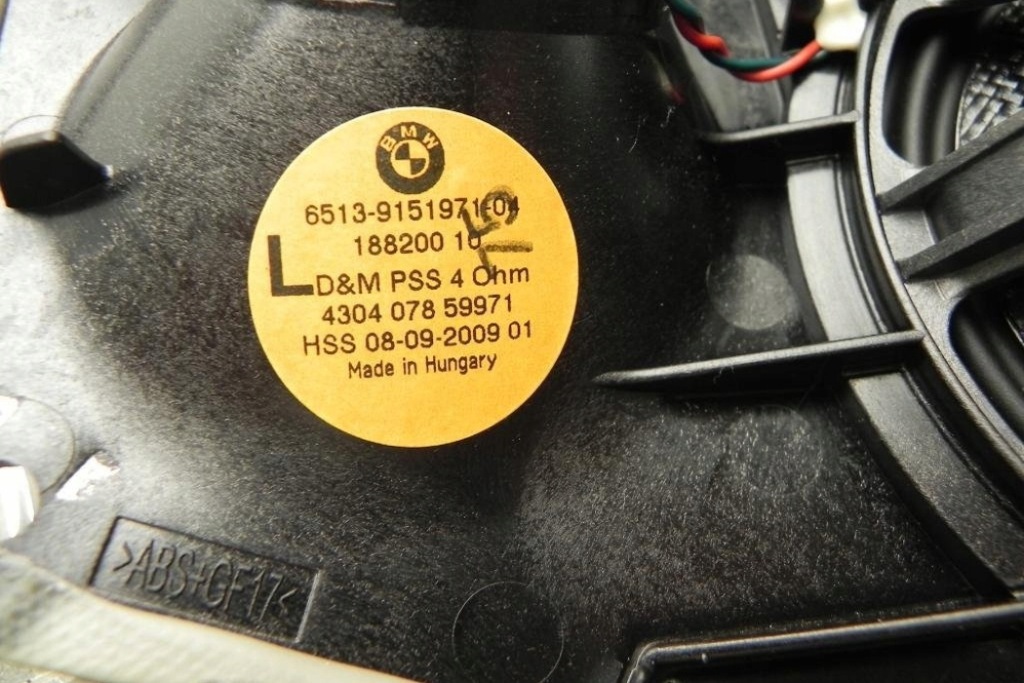 BMW
6513-9151971-04
188200 10
L
D&M PSS 4 Ohm
4304 078 59971
HSS 08-09-2009 01
Made in Hungary
>ABS+GF17<